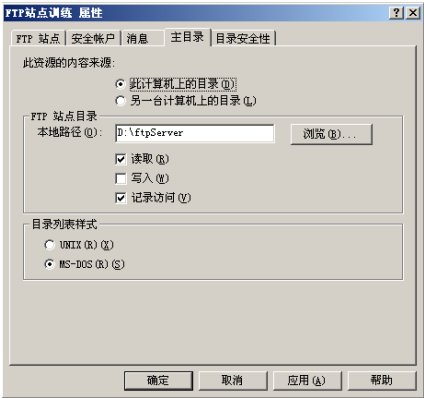 FTP站点训练 属性
FTP 站点 安全帐户 消息 主目录 目录安全性
此资源的内容来源:
此计算机上的目录(D)
另一台计算机上的目录(L)
FTP 站点目录
本地路径(O): D:\ftpServer 浏览(B)...
读取(R)
写入(W)
记录访问(V)
目录列表样式
UNIX(R)(X)
MS-DOS(R)(S)
确定 取消 应用(A) 帮助